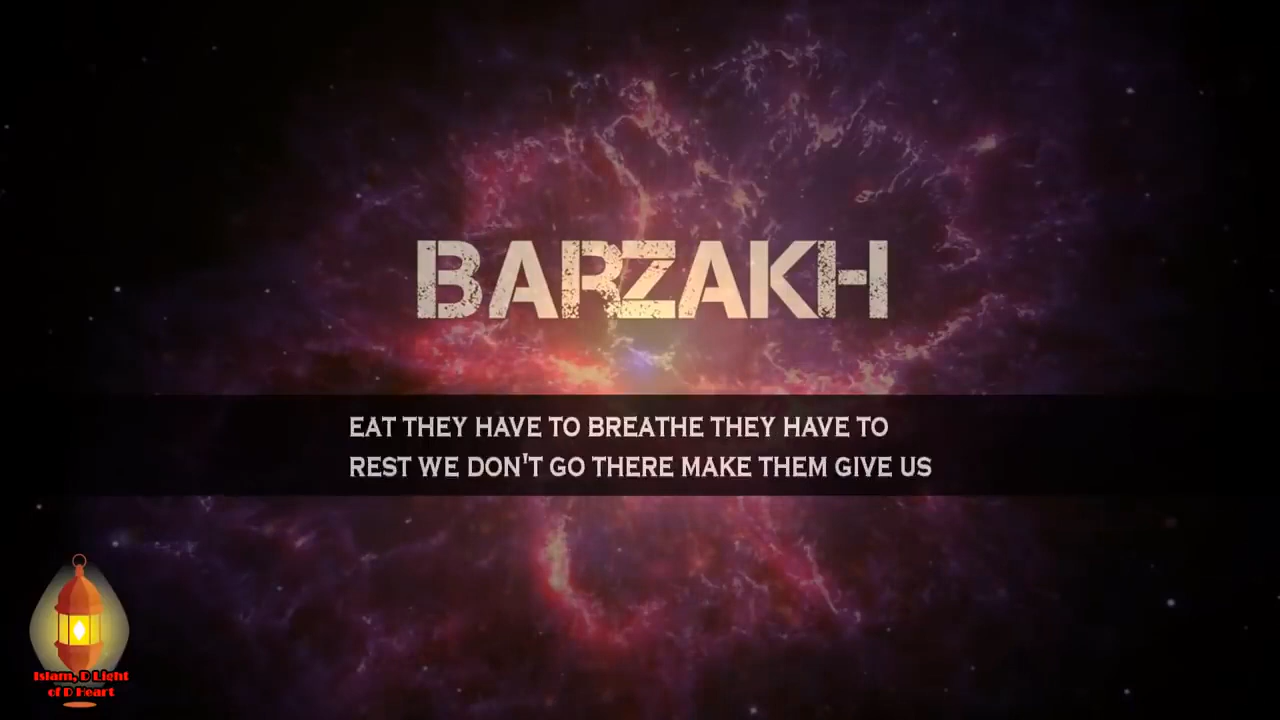 BARZAKH
EAT THEY HAVE TO BREATHE THEY HAVE TO
REST WE DON'T GO THERE MAKE THEM GIVE US
Islam, D Light
of D Heart